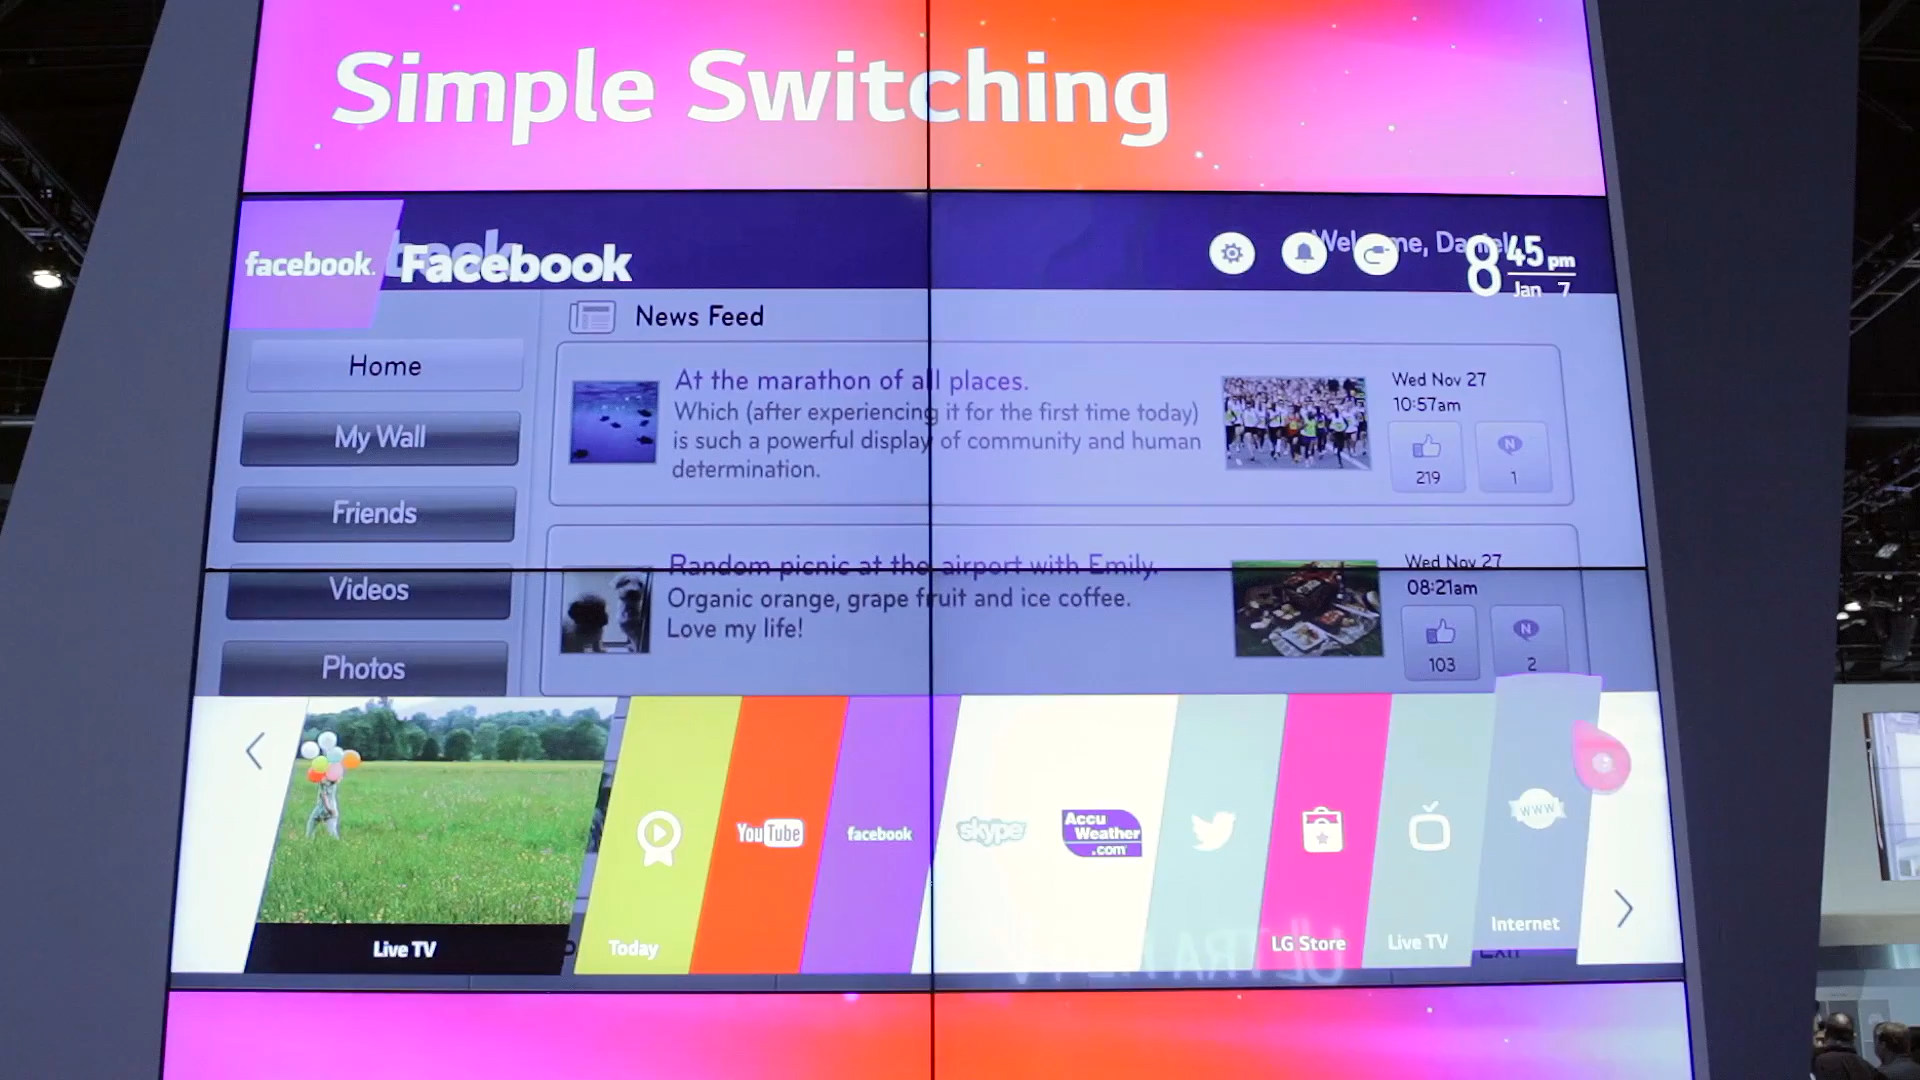 Simple Switching
facebook.
Facebook
Welcome, Daniel
8 45 pm
Jan 7
News Feed
Home
My Wall
Friends
Videos
Photos
At the marathon of all places.
Which (after experiencing it for the first time today)
is such a powerful display of community and human
determination.
Wed Nov 27
10:57am
219
N
1
Random picnic at the airport with Emily.
Organic orange, grape fruit and ice coffee.
Love my life!
Wed Nov 27
08:21am
103
N
2
Live TV
Today
YouTube
facebook
skype
Accu
Weather
.com
LG Store
Live TV
www
Internet
Exit